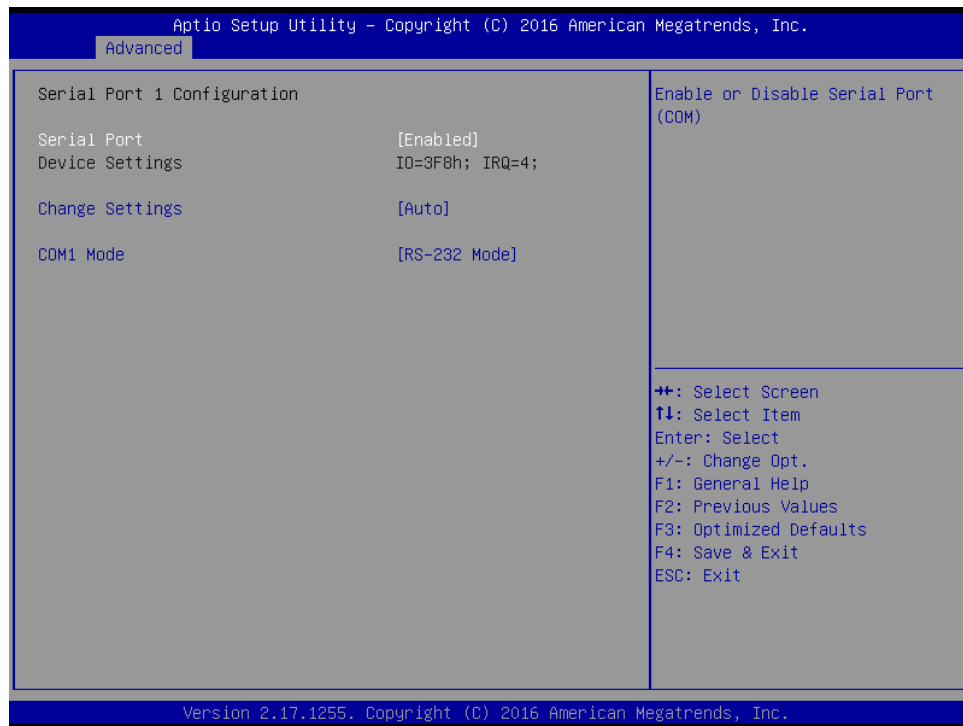 Aptio Setup Utility – Copyright (C) 2016 American Megatrends, Inc.
Advanced
Serial Port 1 Configuration
Serial Port [Enabled]
Device Settings IO=3F8h; IRQ=4;
Change Settings [Auto]
COM1 Mode [RS-232 Mode]
Enable or Disable Serial Port
(COM)
→←: Select Screen
↑↓: Select Item
Enter: Select
+/-: Change Opt.
F1: General Help
F2: Previous Values
F3: Optimized Defaults
F4: Save & Exit
ESC: Exit
Version 2.17.1255. Copyright (C) 2016 American Megatrends, Inc.